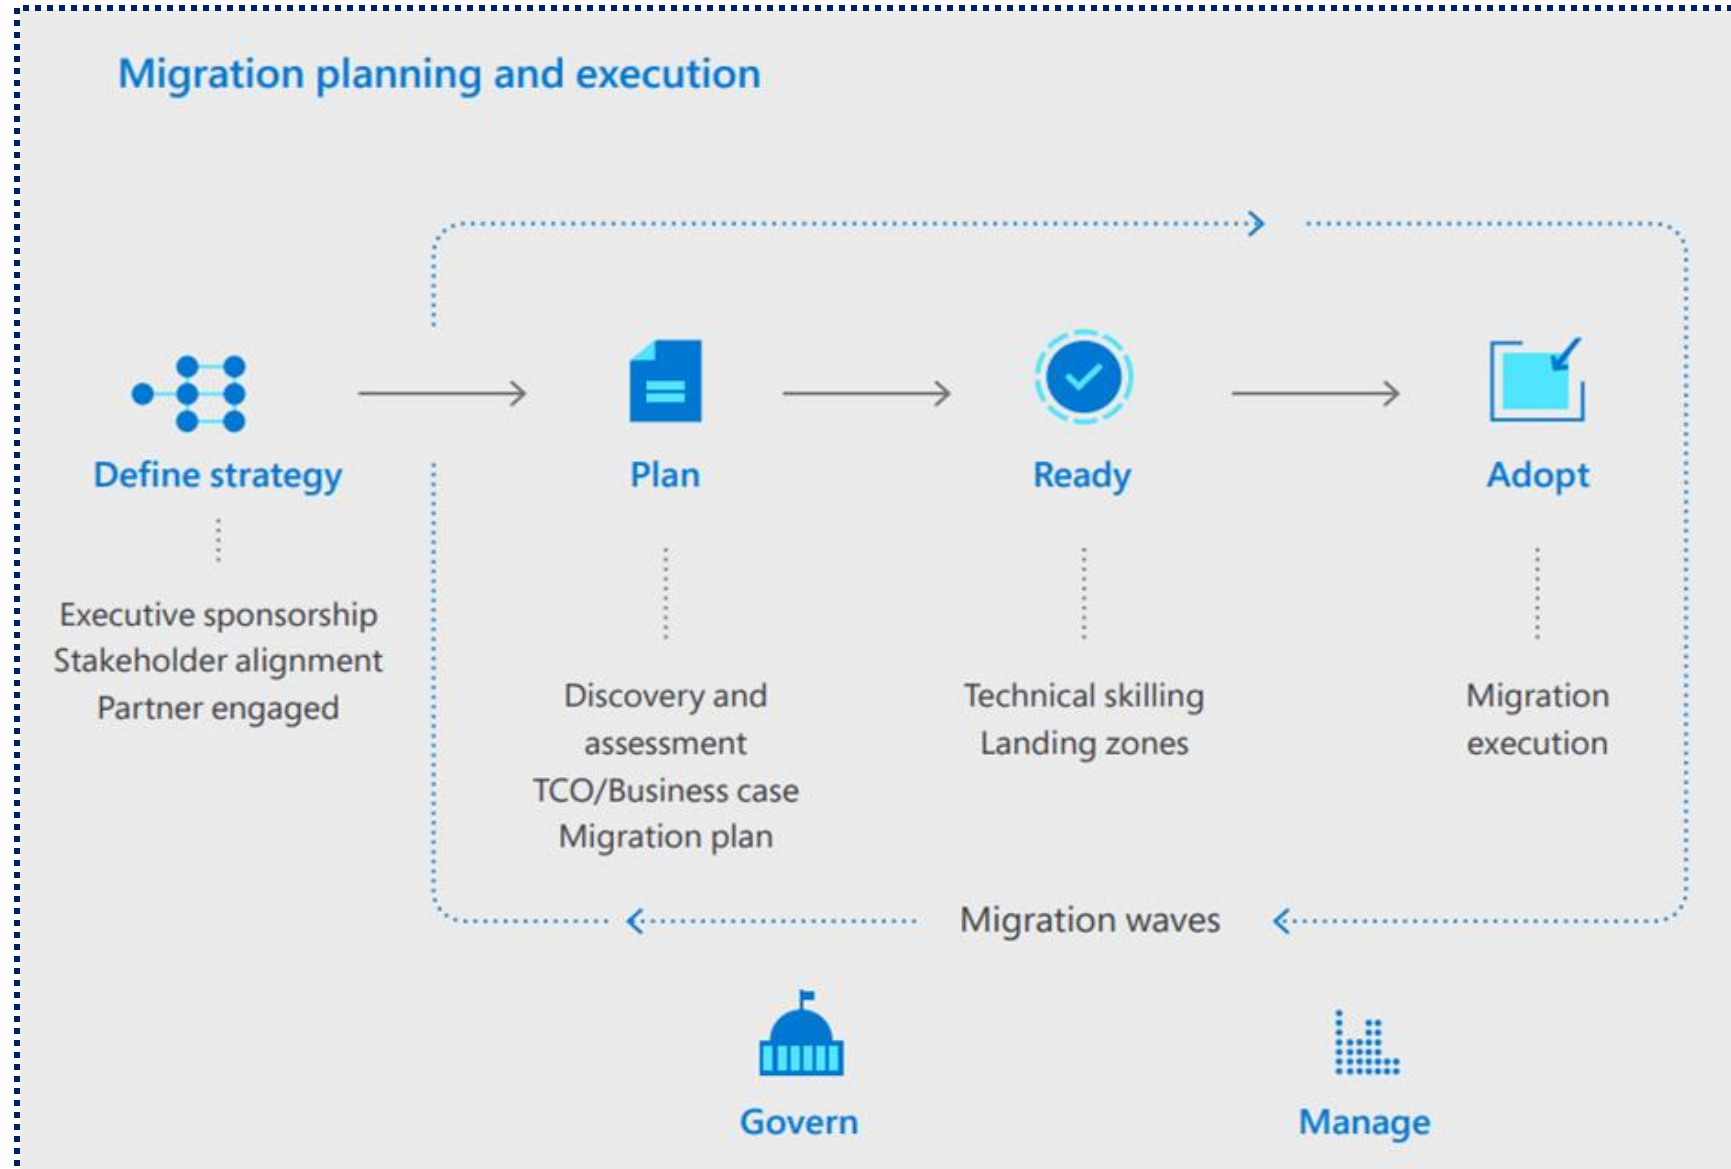 Migration planning and execution
Define strategy
Plan
Ready
Adopt
Executive sponsorship
Stakeholder alignment
Partner engaged
Discovery and
assessment
TCO/Business case
Migration plan
Technical skilling
Landing zones
Migration
execution
Migration waves
Govern
Manage